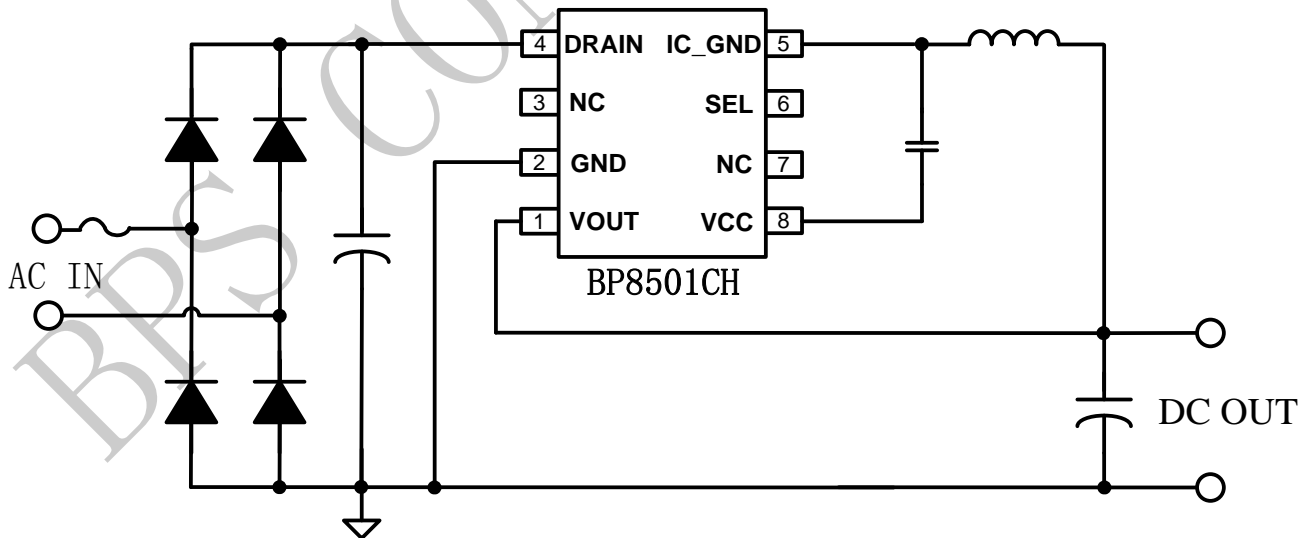 4 DRAIN IC_GND 5
3 NC SEL 6
2 GND NC 7
1 VOUT VCC 8
BP8501CH
AC IN
DC OUT
BPS CON